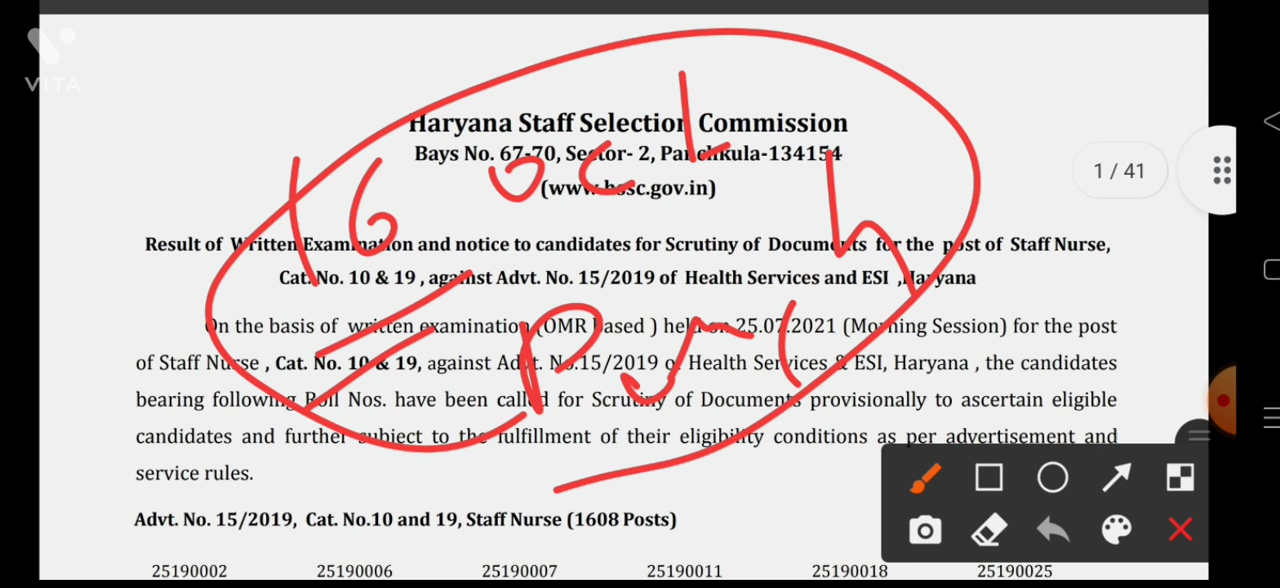 VITA
Haryana Staff Selection Commission
Bays No. 67-70, Sector- 2, Panchkula-134154
(www.hssc.gov.in)
1 / 41
Result of Written Examination and notice to candidates for Scrutiny of Documents for the post of Staff Nurse,
Cat. No. 10 & 19 , against Advt. No. 15/2019 of Health Services and ESI ,Haryana
On the basis of written examination (OMR based ) held on 25.07.2021 (Morning Session) for the post
of Staff Nurse , Cat. No. 10 & 19, against Advt. No.15/2019 of Health Services & ESI, Haryana , the candidates
bearing following Roll Nos. have been called for Scrutiny of Documents provisionally to ascertain eligible
candidates and further subject to the fulfillment of their eligibility conditions as per advertisement and
service rules.
Advt. No. 15/2019, Cat. No.10 and 19, Staff Nurse (1608 Posts)
25190002 25190006 25190007 25190011 25190018 25190025
16 oct